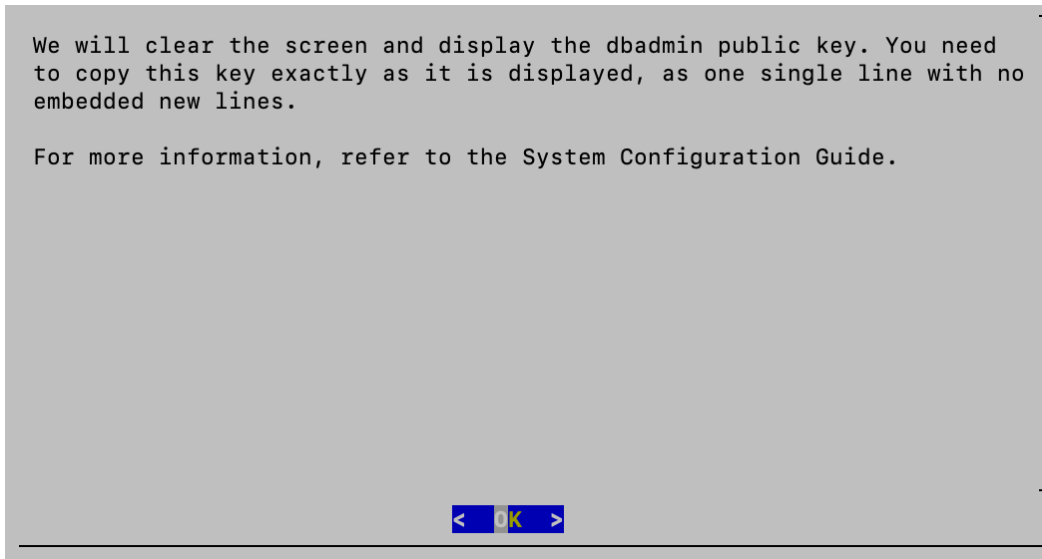 We will clear the screen and display the dbadmin public key. You need
to copy this key exactly as it is displayed, as one single line with no
embedded new lines.
For more information, refer to the System Configuration Guide.
< OK >